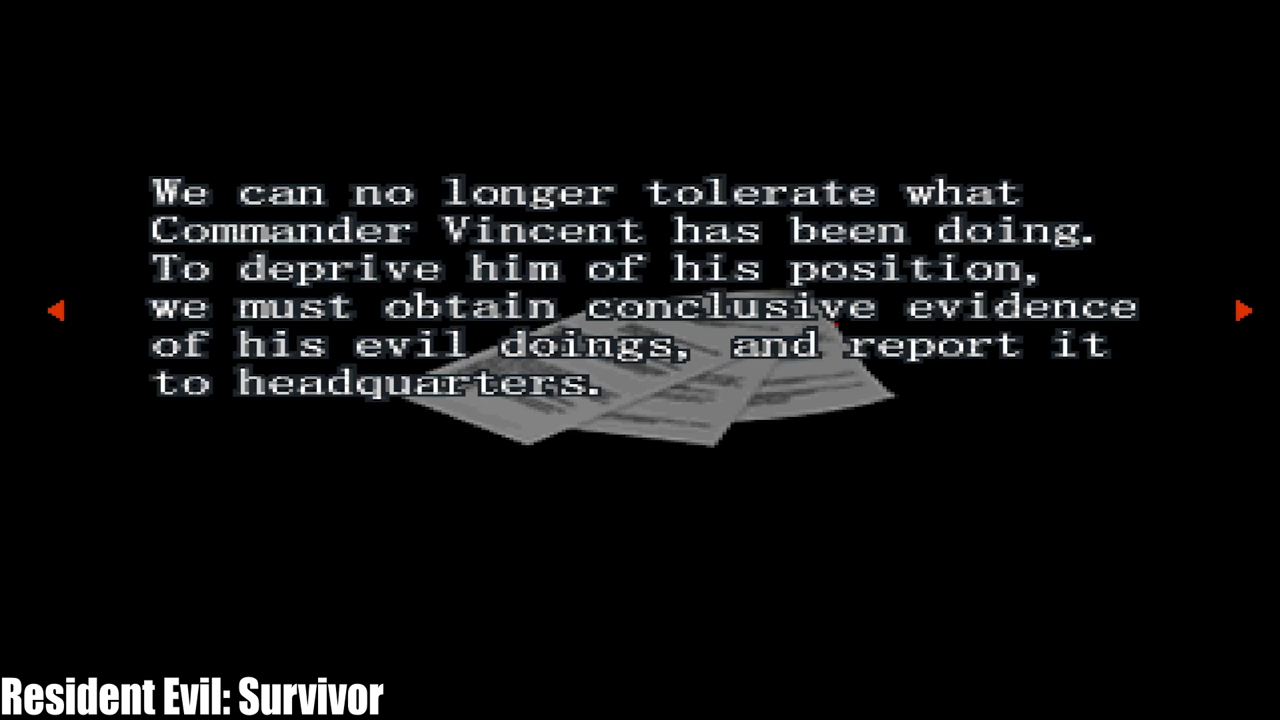 We can no longer tolerate what
Commander Vincent has been doing.
To deprive him of his position,
we must obtain conclusive evidence
of his evil doings, and report it
to headquarters.
Resident Evil: Survivor